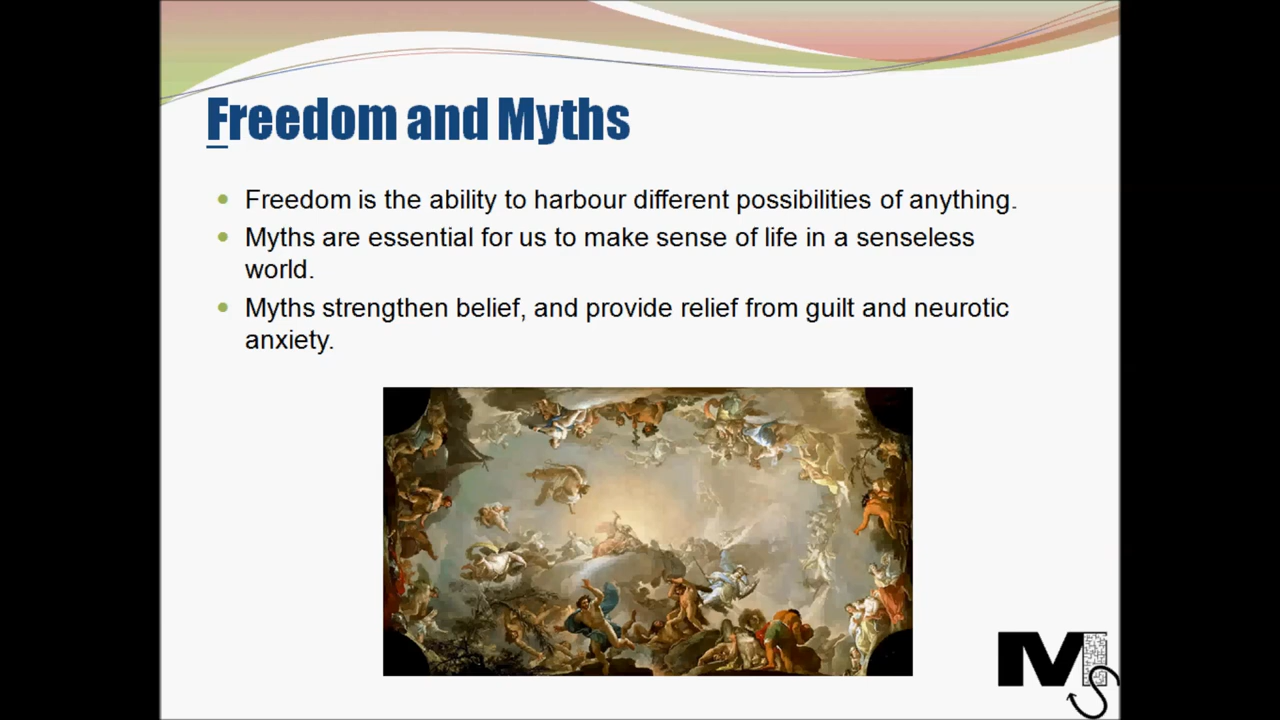 Freedom and Myths
Freedom is the ability to harbour different possibilities of anything.
Myths are essential for us to make sense of life in a senseless
world.
Myths strengthen belief, and provide relief from guilt and neurotic
anxiety.
MS